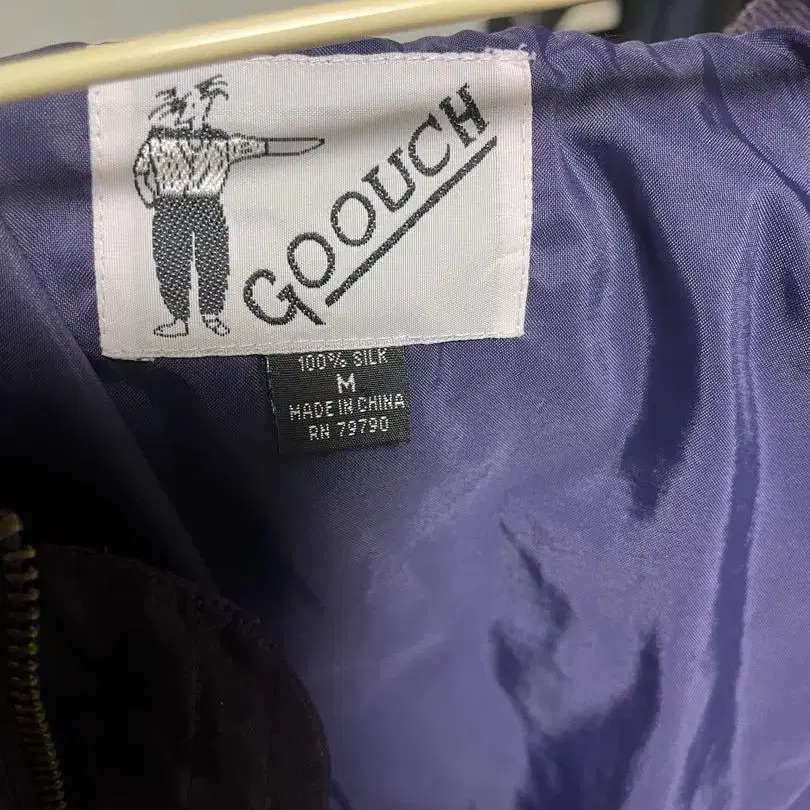 GOOUCH
100% SILK
M
MADE IN CHINA
RN 79790